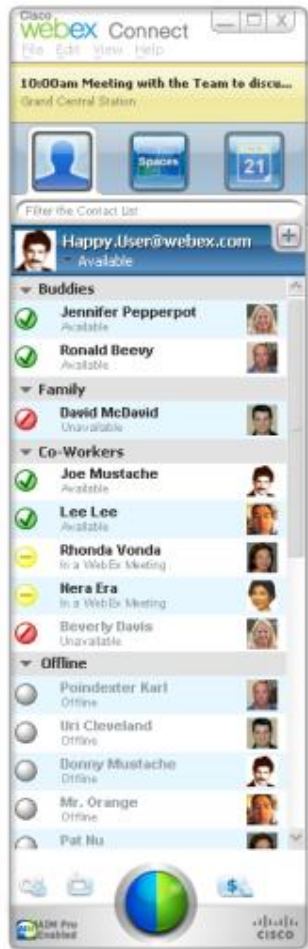 Cisco
webex Connect
File Edit View Help
10:00am Meeting with the Team to discu...
Grand Central Station
Spaces
21
Filter the Contact List
Happy.User@webex.com
Available
Buddies
Jennifer Pepperpot
Available
Ronald Beevy
Available
Family
David McDavid
Unavailable
Co-Workers
Joe Mustache
Available
Lee Lee
Available
Rhonda Vonda
In a WebEx Meeting
Nera Era
In a WebEx Meeting
Beverly Davis
Unavailable
Offline
Poindexter Karl
Offline
Uri Cleveland
Offline
Donny Mustache
Offline
Mr. Orange
Offline
Pat Nu
$
AIM Pro
Enabled
CISCO